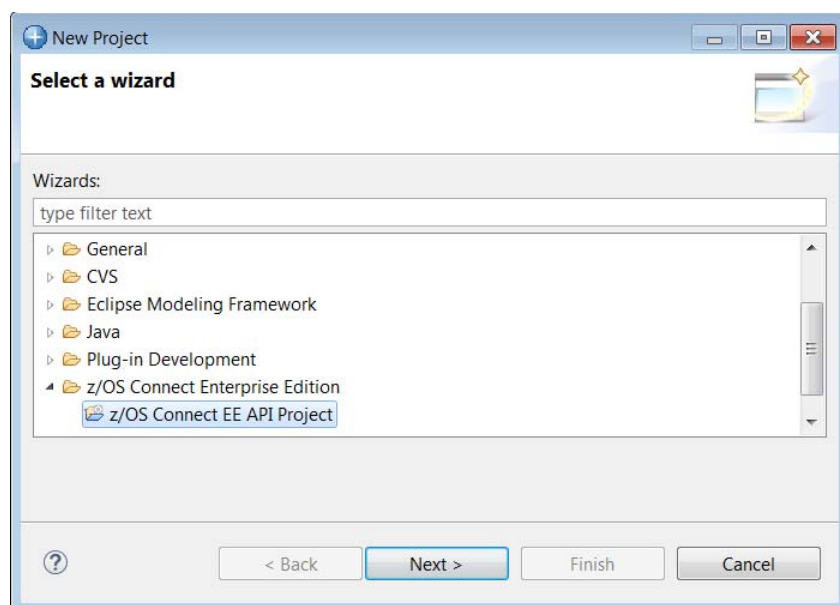 New Project
Select a wizard
Wizards:
type filter text
General
CVS
Eclipse Modeling Framework
Java
Plug-in Development
z/OS Connect Enterprise Edition
z/OS Connect EE API Project
?
< Back Next > Finish Cancel